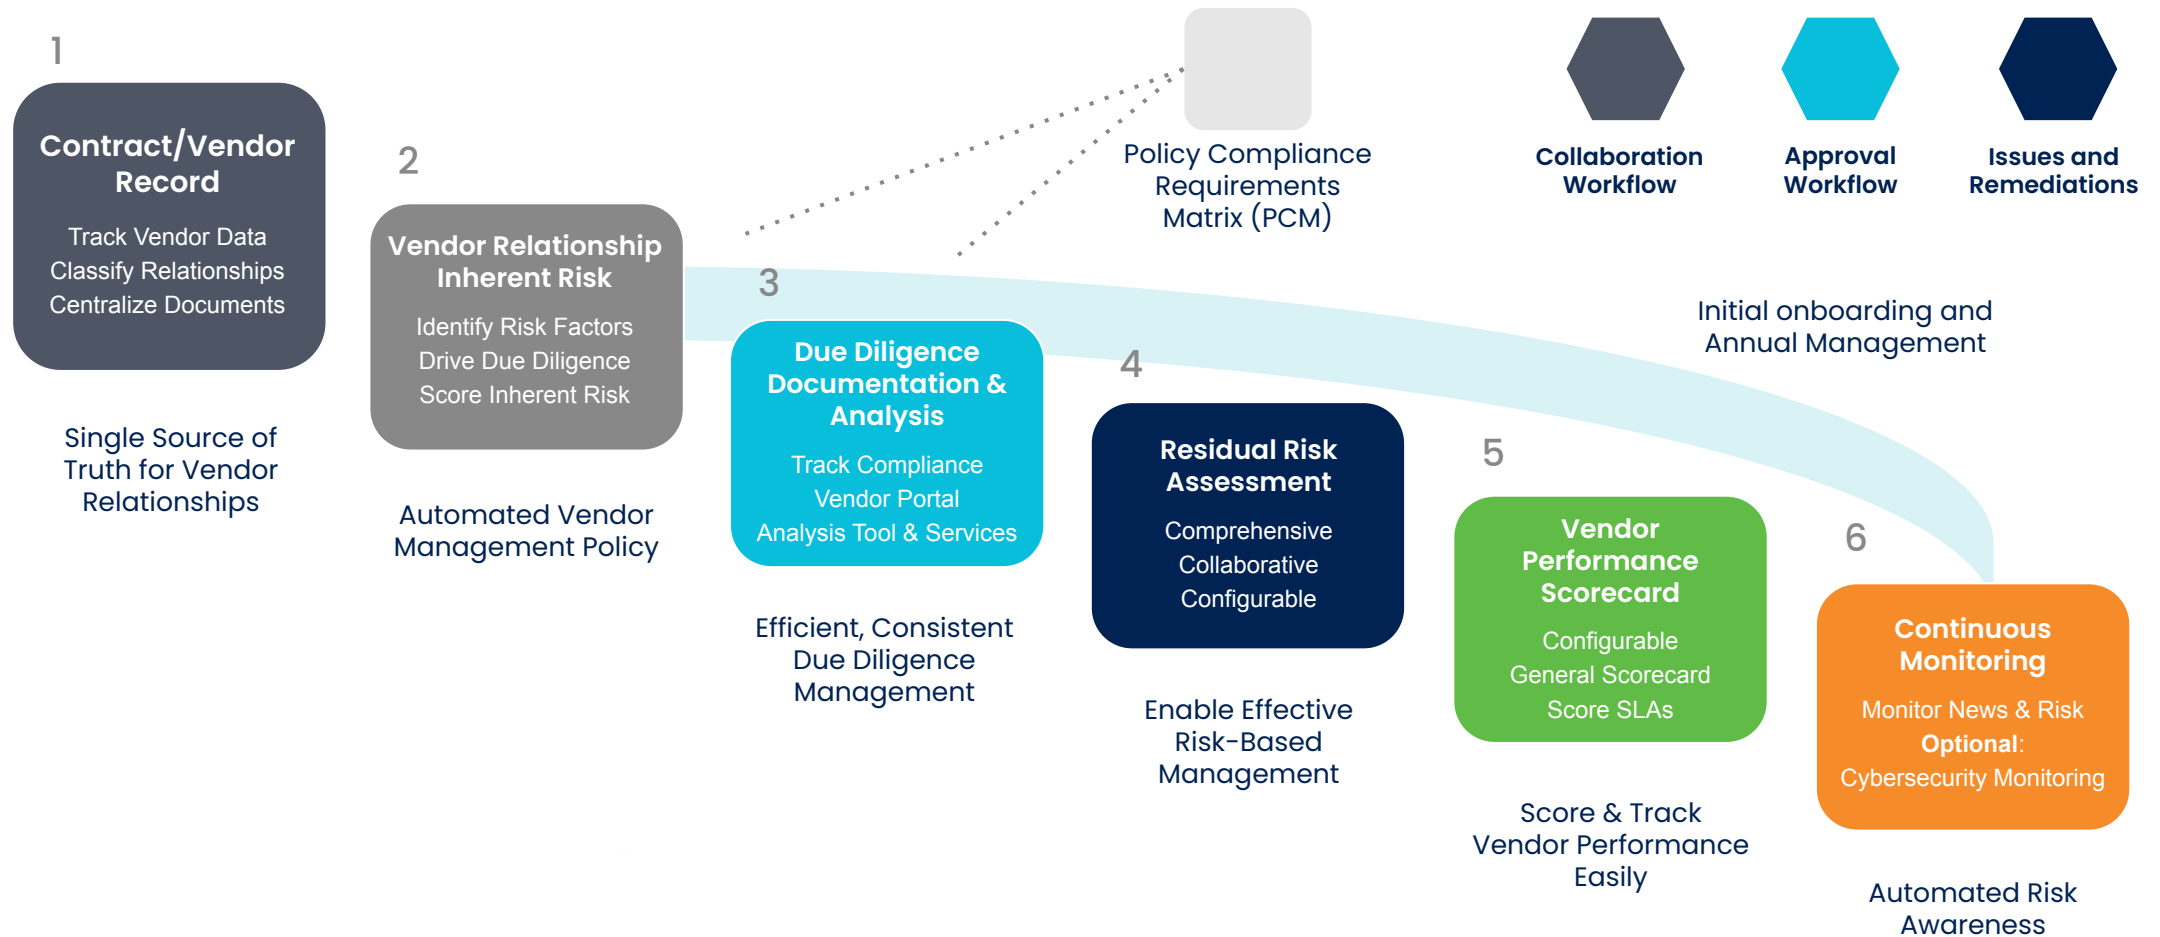 1
Contract/Vendor
Record
Track Vendor Data
Classify Relationships
Centralize Documents
Single Source of
Truth for Vendor
Relationships
2
Vendor Relationship
Inherent Risk
Identify Risk Factors
Drive Due Diligence
Score Inherent Risk
Automated Vendor
Management Policy
3
Due Diligence
Documentation &
Analysis
Track Compliance
Vendor Portal
Analysis Tool & Services
Efficient, Consistent
Due Diligence
Management
Policy Compliance
Requirements
Matrix (PCM)
4
Residual Risk
Assessment
Comprehensive
Collaborative
Configurable
Enable Effective
Risk-Based
Management
Collaboration
Workflow
Approval
Workflow
Issues and
Remediations
Initial onboarding and
Annual Management
5
Vendor
Performance
Scorecard
Configurable
General Scorecard
Score SLAs
Score & Track
Vendor Performance
Easily
6
Continuous
Monitoring
Monitor News & Risk
Optional:
Cybersecurity Monitoring
Automated Risk
Awareness